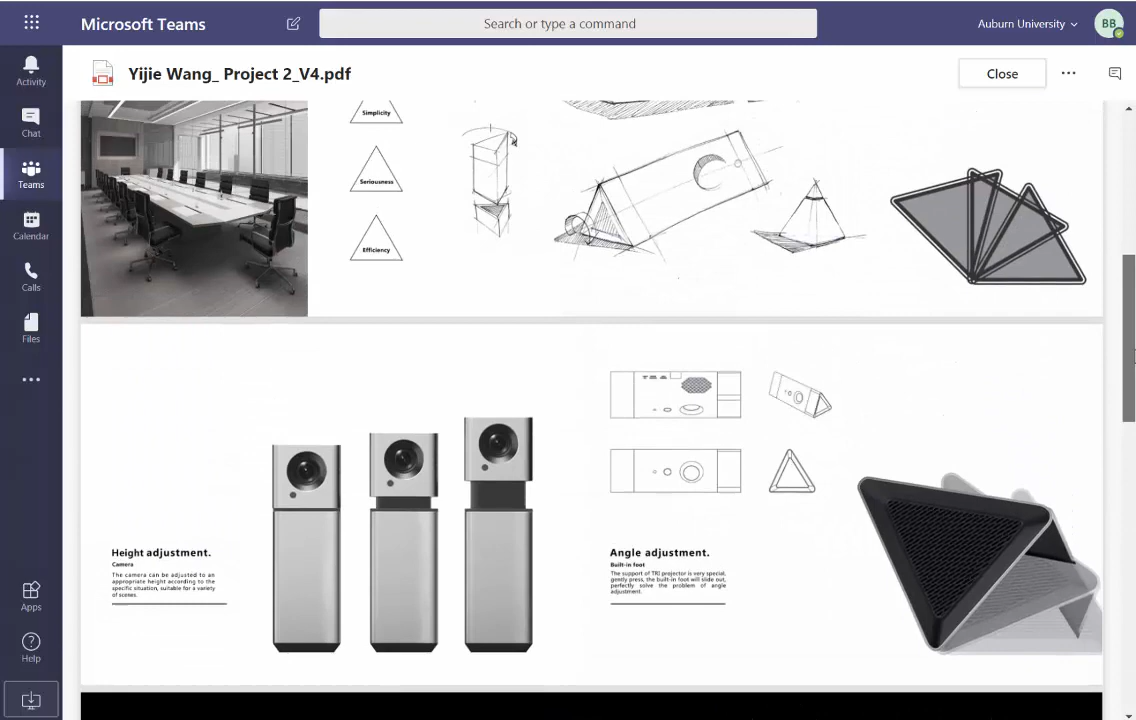 Microsoft Teams
Search or type a command
Auburn University
BB
Activity
Chat
Teams
Calendar
Calls
Files
Apps
Help
Yijie Wang_ Project 2_V4.pdf
Close
Simplicity
Seriousness
Efficiency
Height adjustment.
Camera
The camera can be adjusted to an
appropriate height according to the
specific situation, suitable for a variety
of scenes.
Angle adjustment.
Built-in foot
The support of TRI projector is very special,
gently press, the built-in foot will slide out,
perfectly solve the problem of angle
adjustment.